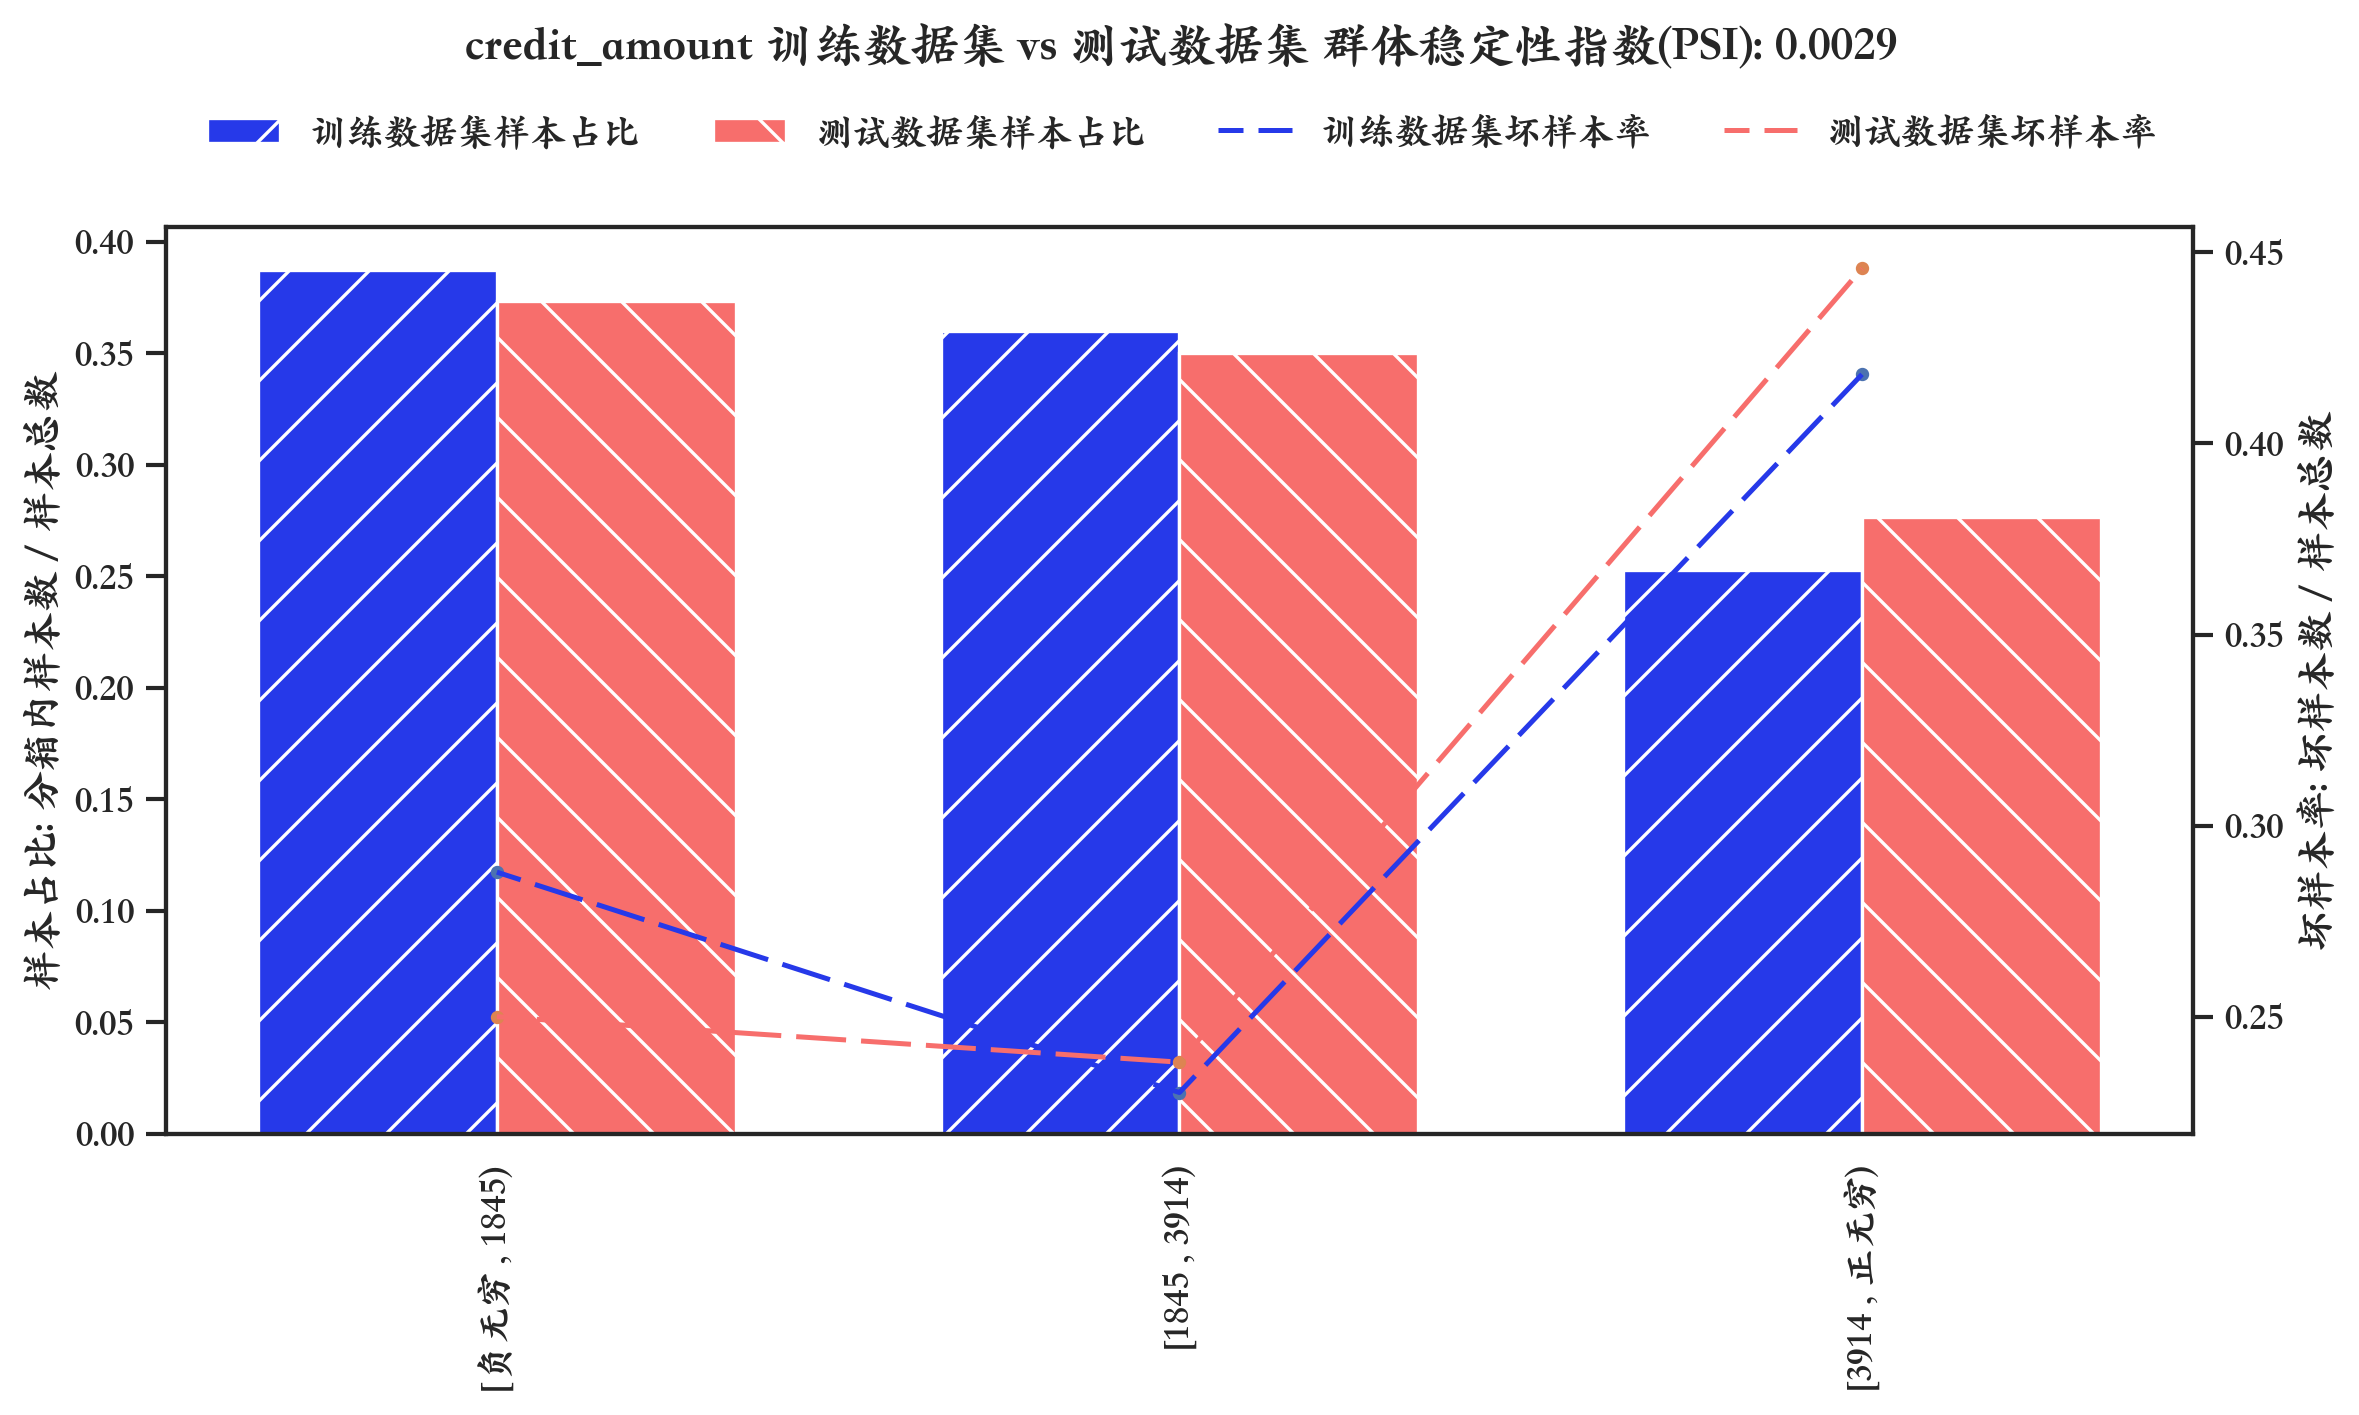 credit_amount 训练数据集 vs 测试数据集 群体稳定性指数(PSI): 0.0029
训练数据集样本占比 测试数据集样本占比 训练数据集坏样本率 测试数据集坏样本率
样本占比: 分箱内样本数 / 样本总数
0.40
0.35
0.30
0.25
0.20
0.15
0.10
0.05
0.00
0.45
0.40
0.35
0.30
0.25
坏样本率: 坏样本数 / 样本总数
[负无穷 , 1845)
[1845 , 3914)
[3914 , 正无穷)